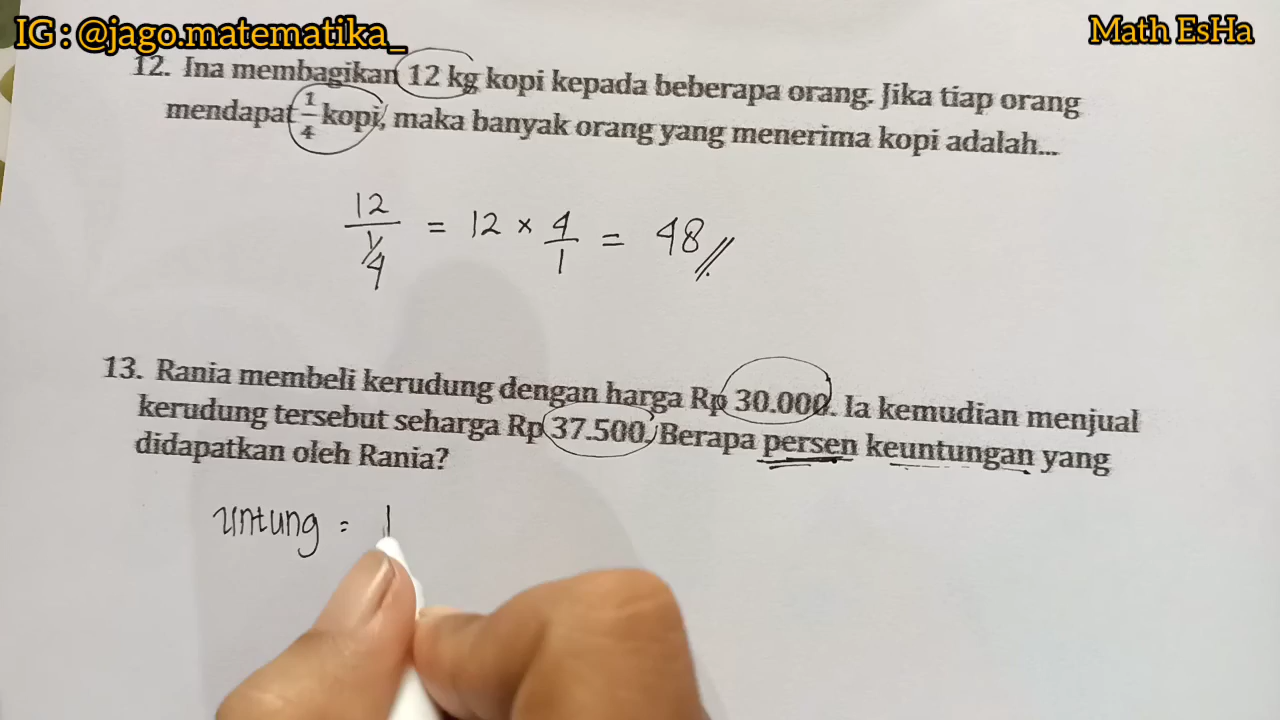 IG : @jago.matematika_
Math EsHa
12. Ina membagikan 12 kg kopi kepada beberapa orang. Jika tiap orang
mendapat 1/4 kopi, maka banyak orang yang menerima kopi adalah...
12 / 1/4 = 12 × 4/1 = 48 //
13. Rania membeli kerudung dengan harga Rp 30.000. Ia kemudian menjual
kerudung tersebut seharga Rp 37.500. Berapa persen keuntungan yang
didapatkan oleh Rania?
Untung =